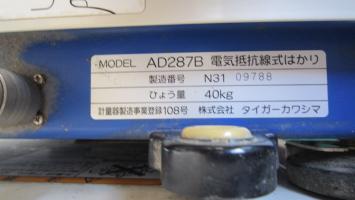 MODEL AD287B 電気抵抗線式はかり
製造番号 N31 09788
ひょう量 40kg
計量器製造事業登録108号 株式会社 タイガーカワシマ